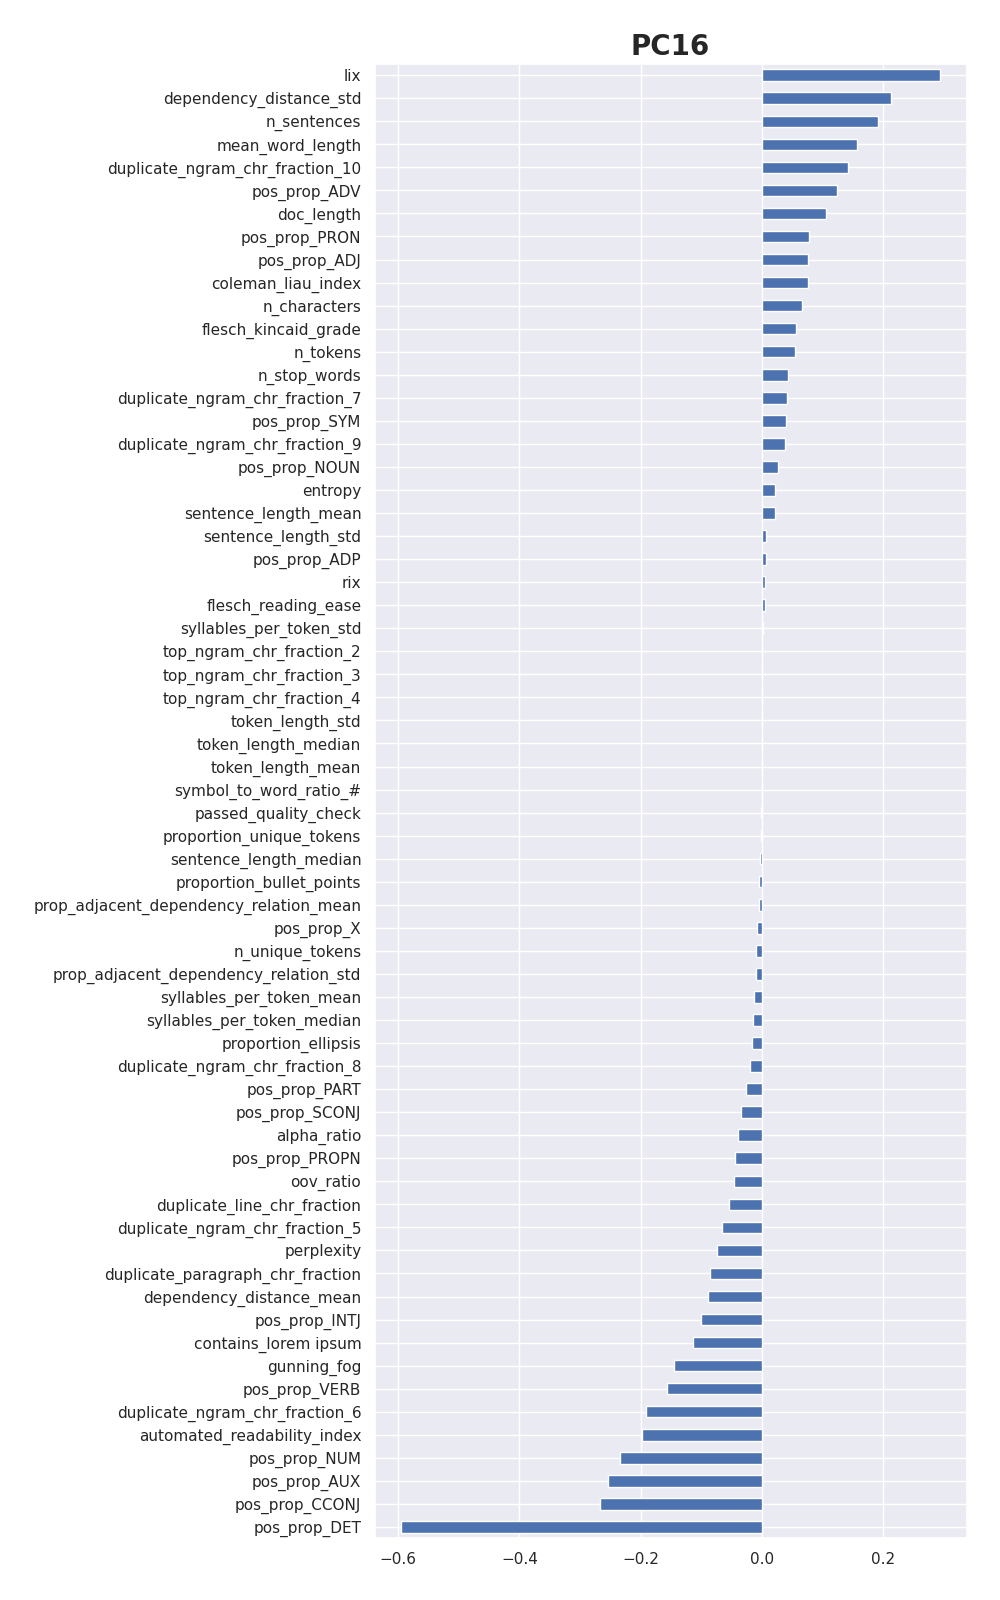 PC16
lix
dependency_distance_std
n_sentences
mean_word_length
duplicate_ngram_chr_fraction_10
pos_prop_ADV
doc_length
pos_prop_PRON
pos_prop_ADJ
coleman_liau_index
n_characters
flesch_kincaid_grade
n_tokens
n_stop_words
duplicate_ngram_chr_fraction_7
pos_prop_SYM
duplicate_ngram_chr_fraction_9
pos_prop_NOUN
entropy
sentence_length_mean
sentence_length_std
pos_prop_ADP
rix
flesch_reading_ease
syllables_per_token_std
top_ngram_chr_fraction_2
top_ngram_chr_fraction_3
top_ngram_chr_fraction_4
token_length_std
token_length_median
token_length_mean
symbol_to_word_ratio_#
passed_quality_check
proportion_unique_tokens
sentence_length_median
proportion_bullet_points
prop_adjacent_dependency_relation_mean
pos_prop_X
n_unique_tokens
prop_adjacent_dependency_relation_std
syllables_per_token_mean
syllables_per_token_median
proportion_ellipsis
duplicate_ngram_chr_fraction_8
pos_prop_PART
pos_prop_SCONJ
alpha_ratio
pos_prop_PROPN
oov_ratio
duplicate_line_chr_fraction
duplicate_ngram_chr_fraction_5
perplexity
duplicate_paragraph_chr_fraction
dependency_distance_mean
pos_prop_INTJ
contains_lorem ipsum
gunning_fog
pos_prop_VERB
duplicate_ngram_chr_fraction_6
automated_readability_index
pos_prop_NUM
pos_prop_AUX
pos_prop_CCONJ
pos_prop_DET
−0.6 −0.4 −0.2 0.0 0.2